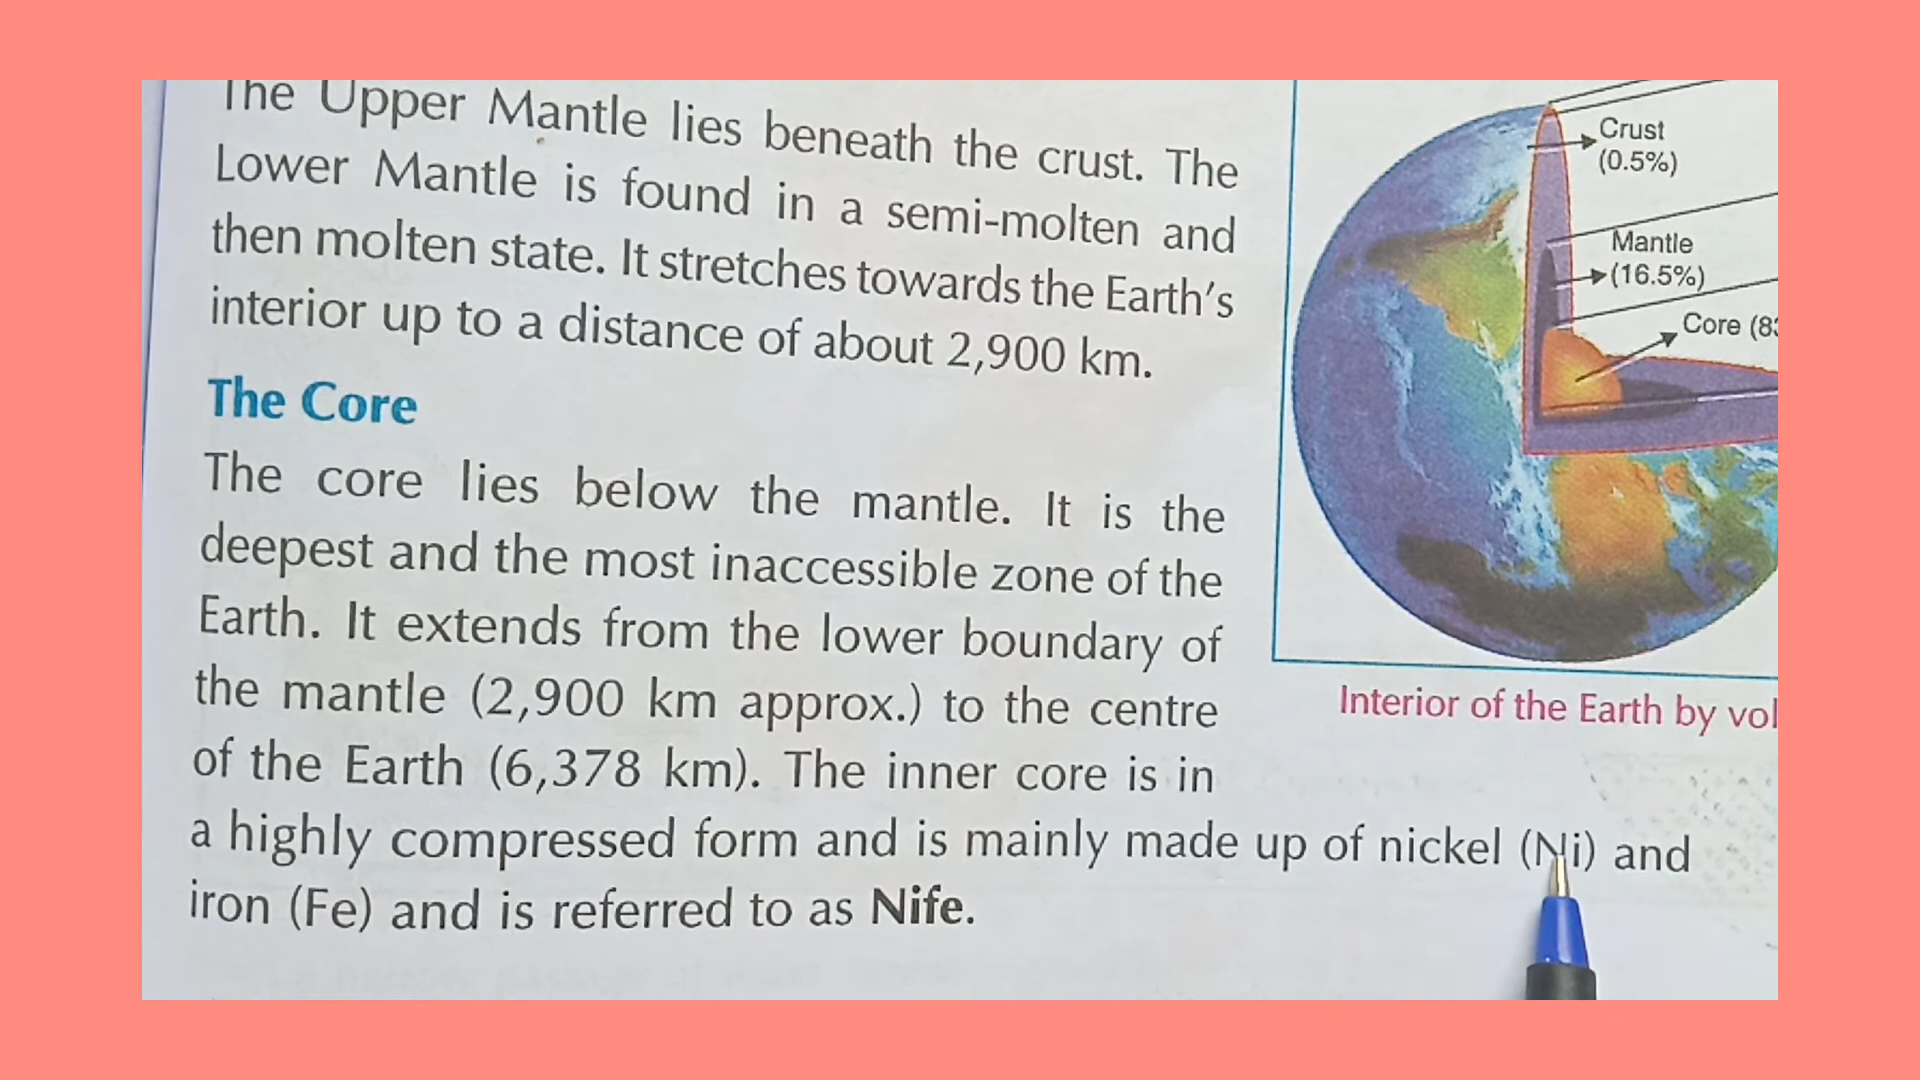 The Upper Mantle lies beneath the crust. The
Lower Mantle is found in a semi-molten and
then molten state. It stretches towards the Earth's
interior up to a distance of about 2,900 km.
The Core
The core lies below the mantle. It is the
deepest and the most inaccessible zone of the
Earth. It extends from the lower boundary of
the mantle (2,900 km approx.) to the centre
of the Earth (6,378 km). The inner core is in
a highly compressed form and is mainly made up of nickel (Ni) and
iron (Fe) and is referred to as Nife.
Crust
(0.5%)
Mantle
(16.5%)
Core
Interior of the Earth by